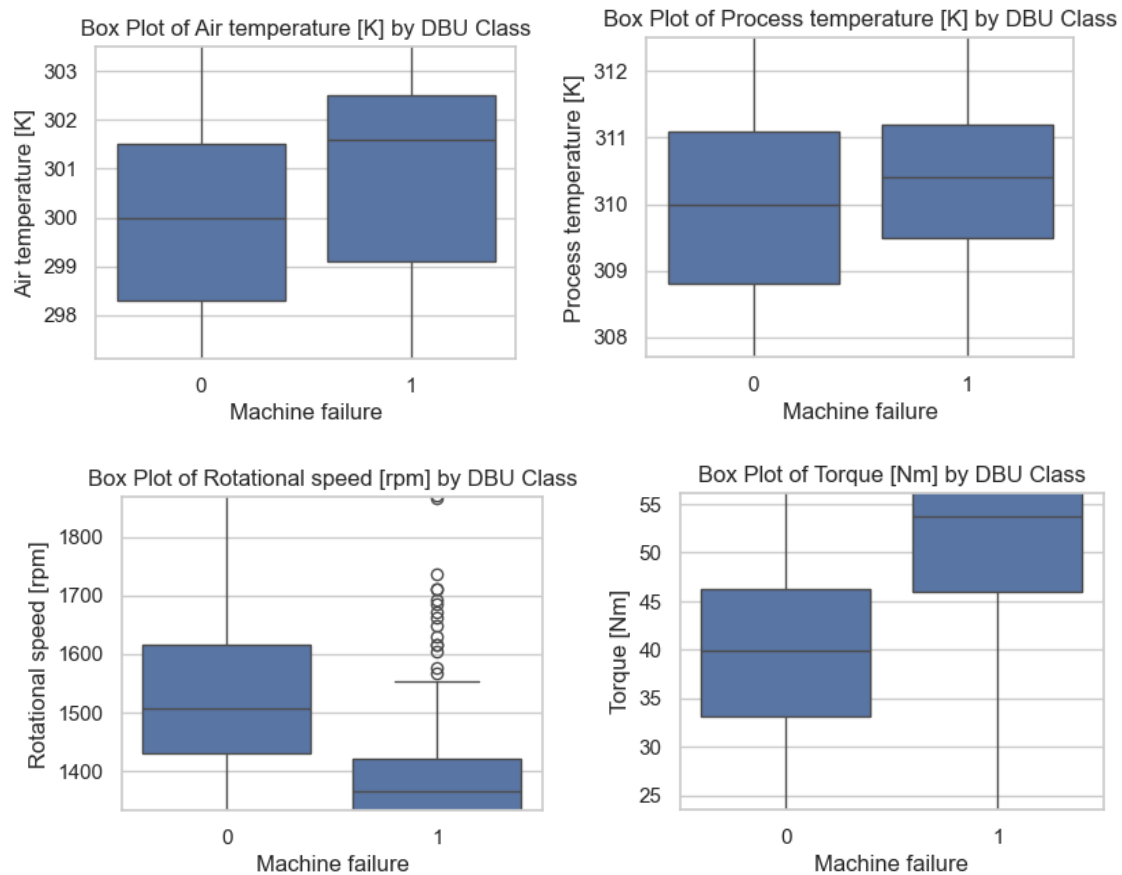 Box Plot of Air temperature [K] by DBU Class
Air temperature [K]
303
302
301
300
299
298
0
1
Machine failure
Box Plot of Process temperature [K] by DBU Class
Process temperature [K]
312
311
310
309
308
0
1
Machine failure
Box Plot of Rotational speed [rpm] by DBU Class
Rotational speed [rpm]
1800
1700
1600
1500
1400
0
1
Machine failure
Box Plot of Torque [Nm] by DBU Class
Torque [Nm]
55
50
45
40
35
30
25
0
1
Machine failure